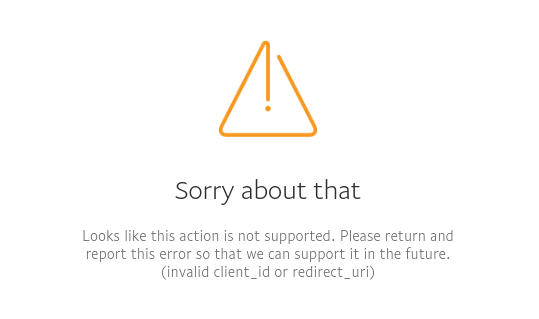 Sorry about that
Looks like this action is not supported. Please return and
report this error so that we can support it in the future.
(invalid client_id or redirect_uri)